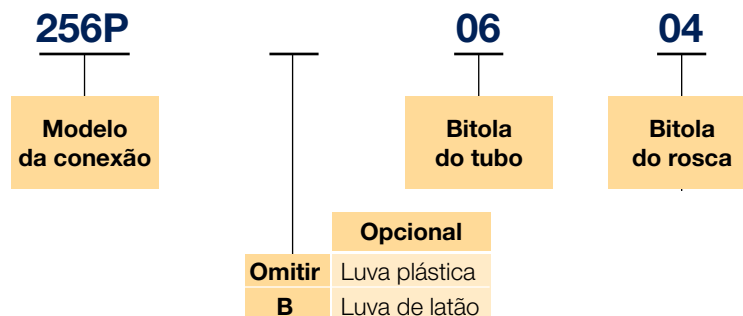 256P 06 04
Modelo
da conexão
Bitola
do tubo
Bitola
do rosca
Opcional
Omitir Luva plástica
B Luva de latão